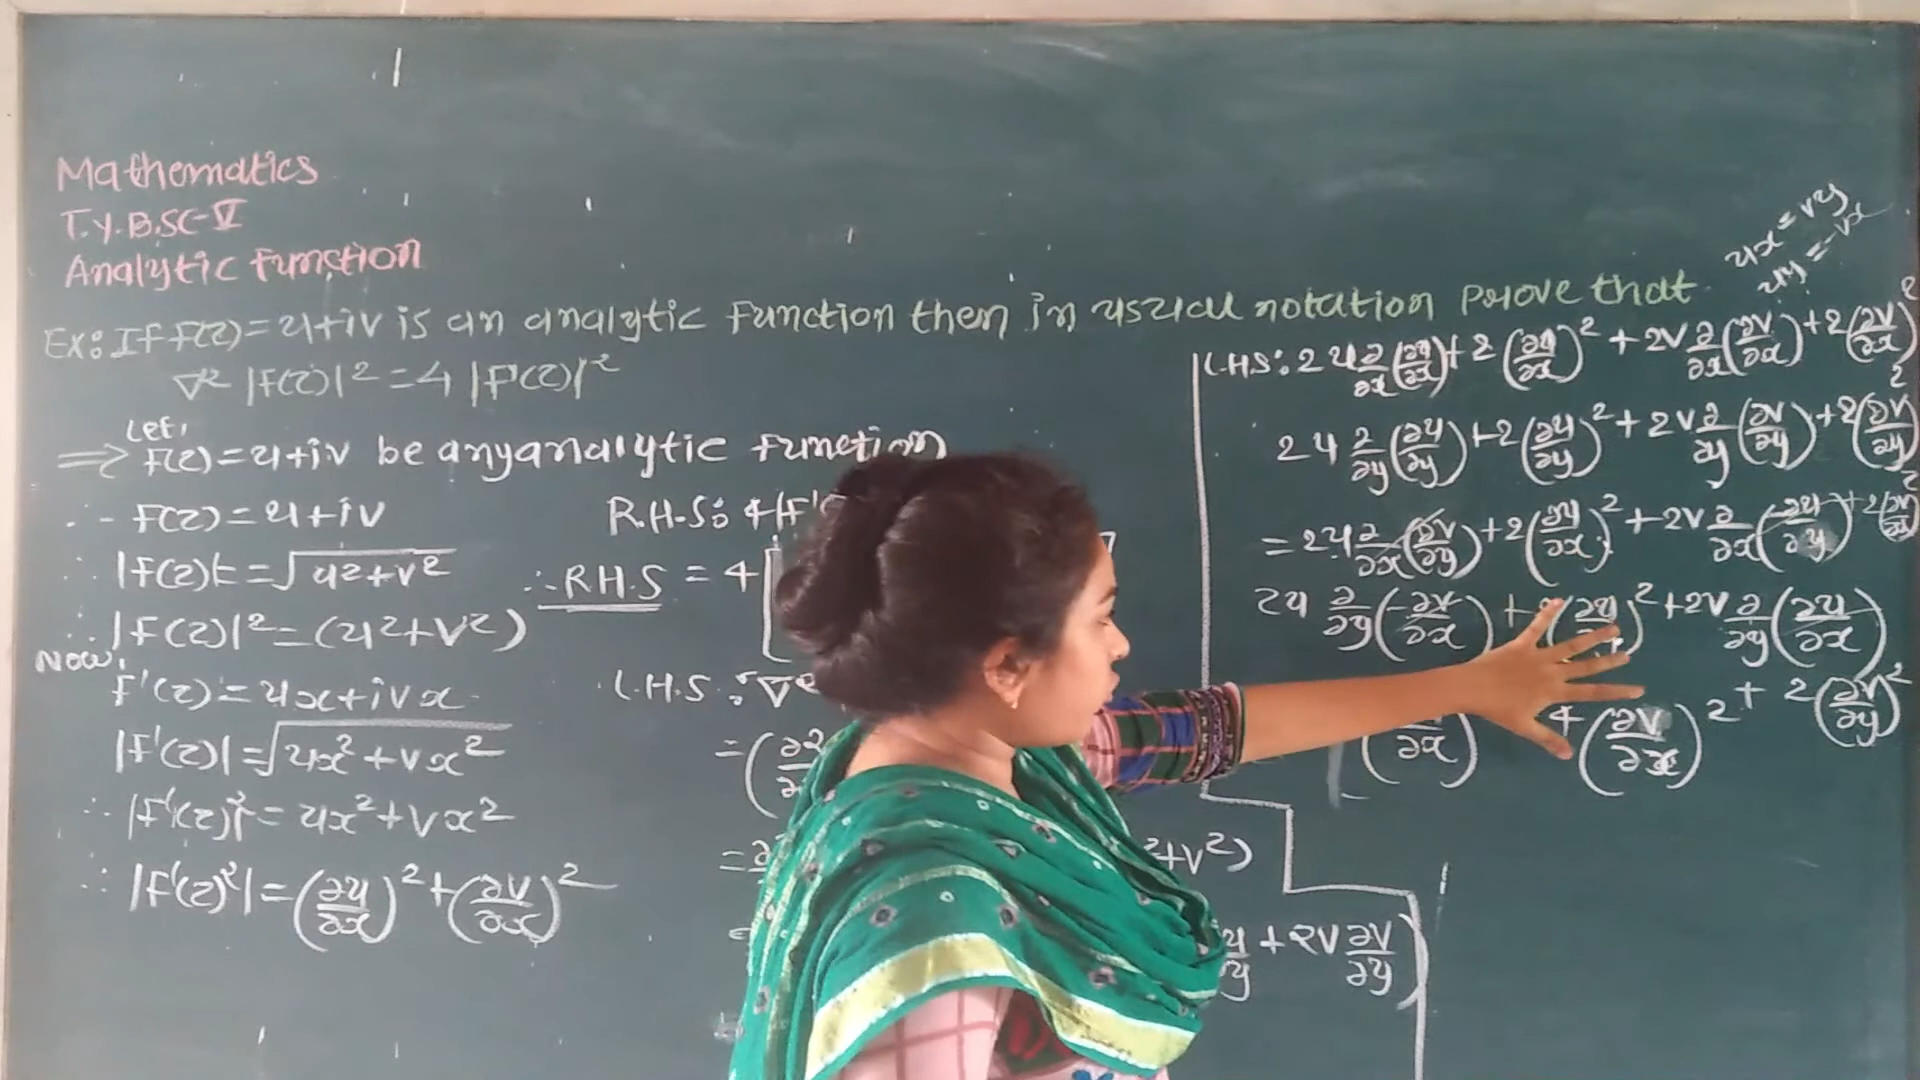 Mathematics
T.Y.B.SC-V
Analytic Function
Ex: If f(z)=u+iv is an analytic function then in usual notation prove that
∇² |f(z)|² = 4 |f'(z)|²
Let,
⇒ f(z)=u+iv be any analytic function
∴ f(z)=u+iv
∴ |f(z)| = √(u²+v²)
∴ |f(z)|² = (u²+v²)
Now,
f'(z) = ux+ivx
|f'(z)| = √(ux²+vx²)
∴ |f'(z)|² = ux²+vx²
∴ |f'(z)²| = (∂u/∂x)² + (∂v/∂x)²
R.H.S: 4|f'(
∴ R.H.S = 4[
L.H.S: ∇²
²+v²)
+2v ∂v/∂y)
ux = vy
uy = -vx
L.H.S: 2u ∂/∂x(∂u/∂x) + 2(∂u/∂x)² + 2v ∂/∂x(∂v/∂x) + 2(∂v/∂x)²
2u ∂/∂y(∂u/∂y) + 2(∂u/∂y)² + 2v ∂/∂y(∂v/∂y) + 2(∂v/∂y)²
= 2u ∂/∂x(∂v/∂y) + 2(∂u/∂x)² + 2v ∂/∂x(-∂u/∂y) + 2(∂v/∂x)²
2u ∂/∂y(-∂v/∂x) + (∂u )² + 2v ∂/∂y(∂u/∂x)
+ 2(∂v/∂y)²
( /∂x) 4(∂v/∂x)²